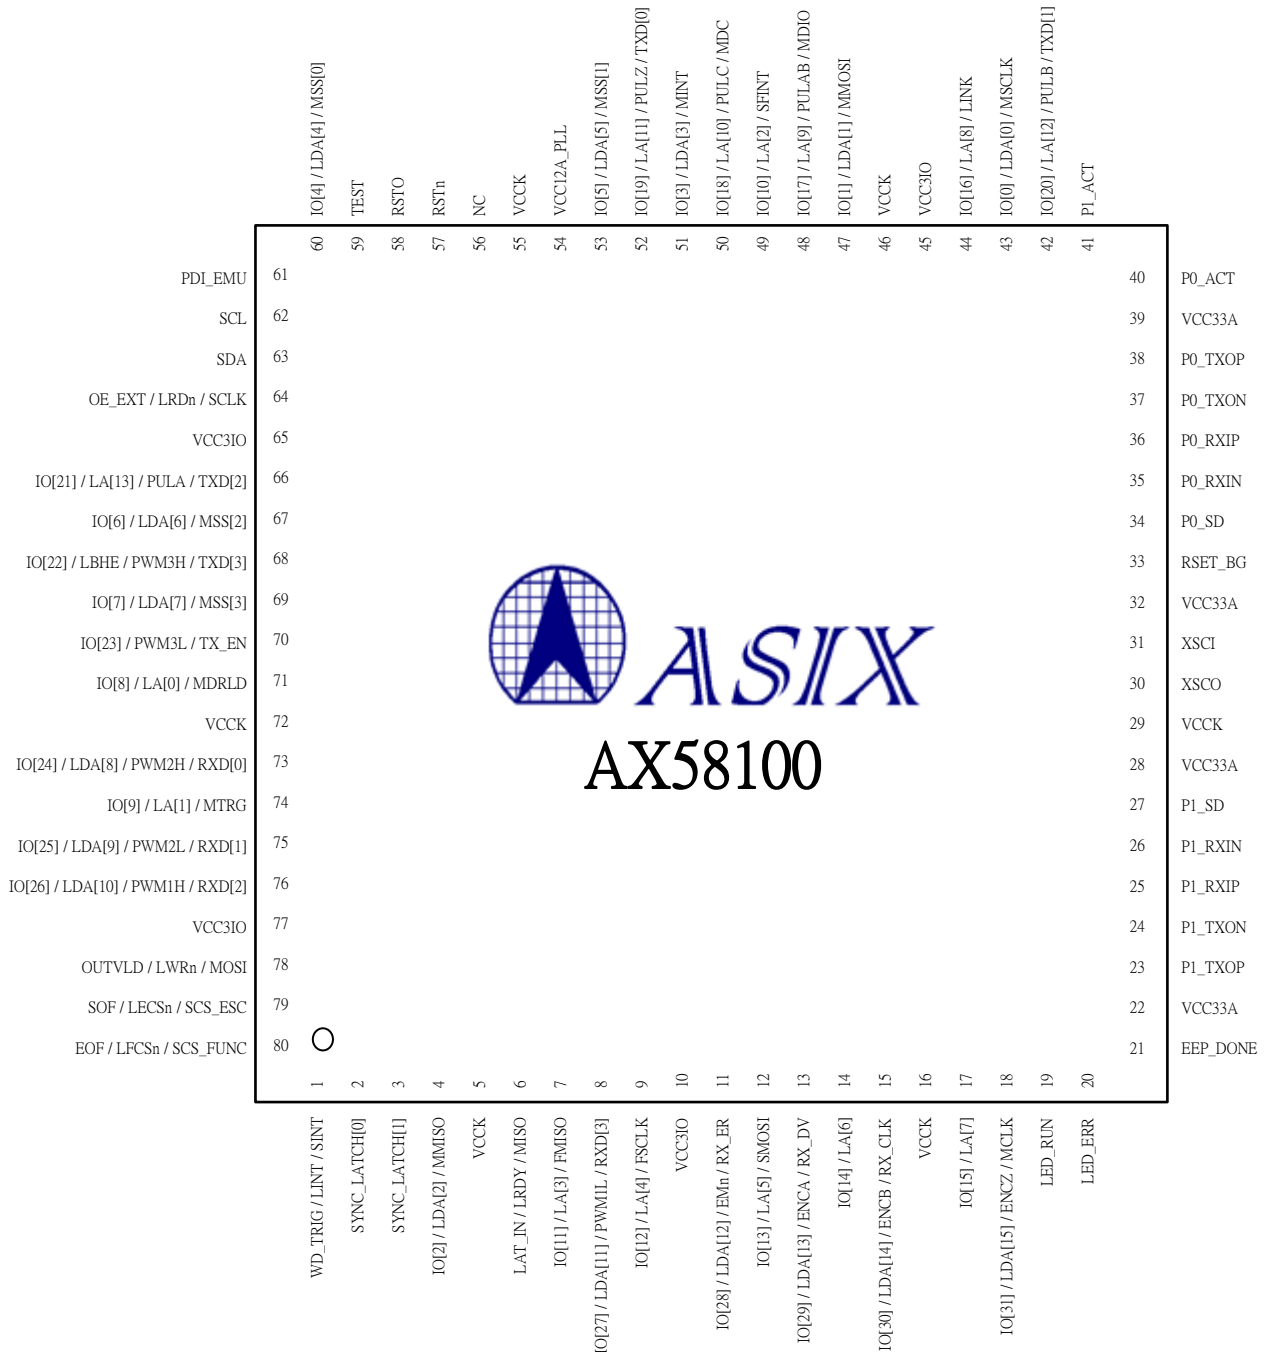 IO[4] / LDA[4] / MSS[0]
TEST
RSTO
RSTn
NC
VCCK
VCC12A_PLL
IO[5] / LDA[5] / MSS[1]
IO[19] / LA[11] / PULZ / TXD[0]
IO[3] / LDA[3] / MINT
IO[18] / LA[10] / PULC / MDC
IO[10] / LA[2] / SFINT
IO[17] / LA[9] / PULAB / MDIO
IO[1] / LDA[1] / MMOSI
VCCK
VCC3IO
IO[16] / LA[8] / LINK
IO[0] / LDA[0] / MSCLK
IO[20] / LA[12] / PULB / TXD[1]
P1_ACT
60
59
58
57
56
55
54
53
52
51
50
49
48
47
46
45
44
43
42
41
PDI_EMU 61
SCL 62
SDA 63
OE_EXT / LRDn / SCLK 64
VCC3IO 65
IO[21] / LA[13] / PULA / TXD[2] 66
IO[6] / LDA[6] / MSS[2] 67
IO[22] / LBHE / PWM3H / TXD[3] 68
IO[7] / LDA[7] / MSS[3] 69
IO[23] / PWM3L / TX_EN 70
IO[8] / LA[0] / MDRLD 71
VCCK 72
IO[24] / LDA[8] / PWM2H / RXD[0] 73
IO[9] / LA[1] / MTRG 74
IO[25] / LDA[9] / PWM2L / RXD[1] 75
IO[26] / LDA[10] / PWM1H / RXD[2] 76
VCC3IO 77
OUTVLD / LWRn / MOSI 78
SOF / LECSn / SCS_ESC 79
EOF / LFCSn / SCS_FUNC 80
ASIX
AX58100
40 P0_ACT
39 VCC33A
38 P0_TXOP
37 P0_TXON
36 P0_RXIP
35 P0_RXIN
34 P0_SD
33 RSET_BG
32 VCC33A
31 XSCI
30 XSCO
29 VCCK
28 VCC33A
27 P1_SD
26 P1_RXIN
25 P1_RXIP
24 P1_TXON
23 P1_TXOP
22 VCC33A
21 EEP_DONE
1
2
3
4
5
6
7
8
9
10
11
12
13
14
15
16
17
18
19
20
WD_TRIG / LINT / SINT
SYNC_LATCH[0]
SYNC_LATCH[1]
IO[2] / LDA[2] / MMISO
VCCK
LAT_IN / LRDY / MISO
IO[11] / LA[3] / FMISO
IO[27] / LDA[11] / PWM1L / RXD[3]
IO[12] / LA[4] / FSCLK
VCC3IO
IO[28] / LDA[12] / EMn / RX_ER
IO[13] / LA[5] / SMOSI
IO[29] / LDA[13] / ENCA / RX_DV
IO[14] / LA[6]
IO[30] / LDA[14] / ENCB / RX_CLK
VCCK
IO[15] / LA[7]
IO[31] / LDA[15] / ENCZ / MCLK
LED_RUN
LED_ERR